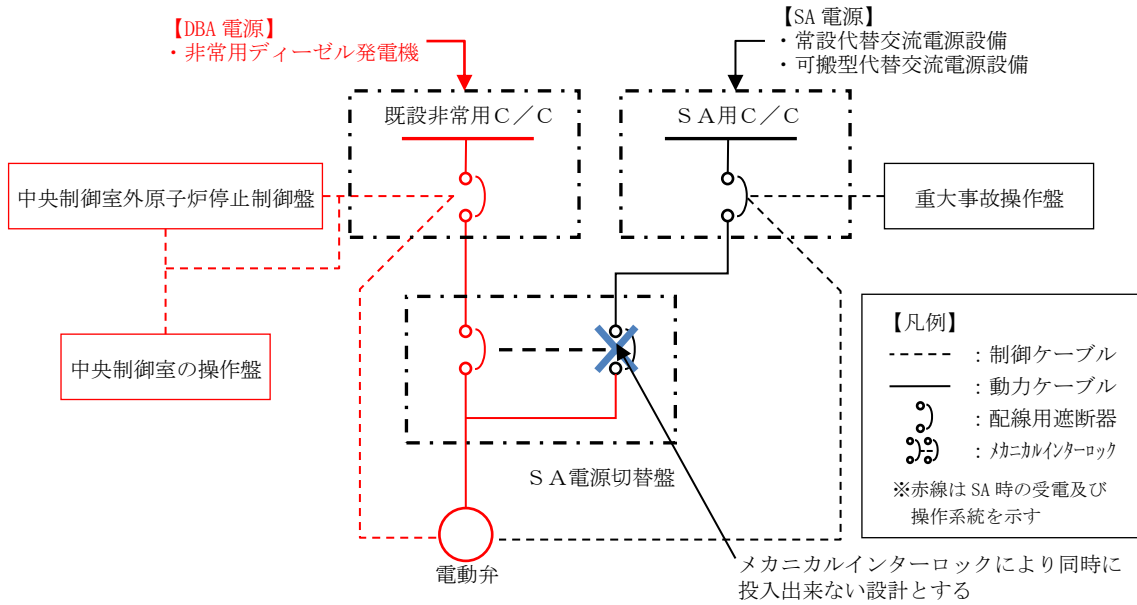 【DBA 電源】
・非常用ディーゼル発電機
【SA 電源】
・常設代替交流電源設備
・可搬型代替交流電源設備
既設非常用C／C
SA用C／C
中央制御室外原子炉停止制御盤
重大事故操作盤
中央制御室の操作盤
SA電源切替盤
電動弁
メカニカルインターロックにより同時に
投入出来ない設計とする
【凡例】
：制御ケーブル
：動力ケーブル
：配線用遮断器
：ﾒｶﾆｶﾙｲﾝﾀｰﾛｯｸ
※赤線は SA 時の受電及び
操作系統を示す